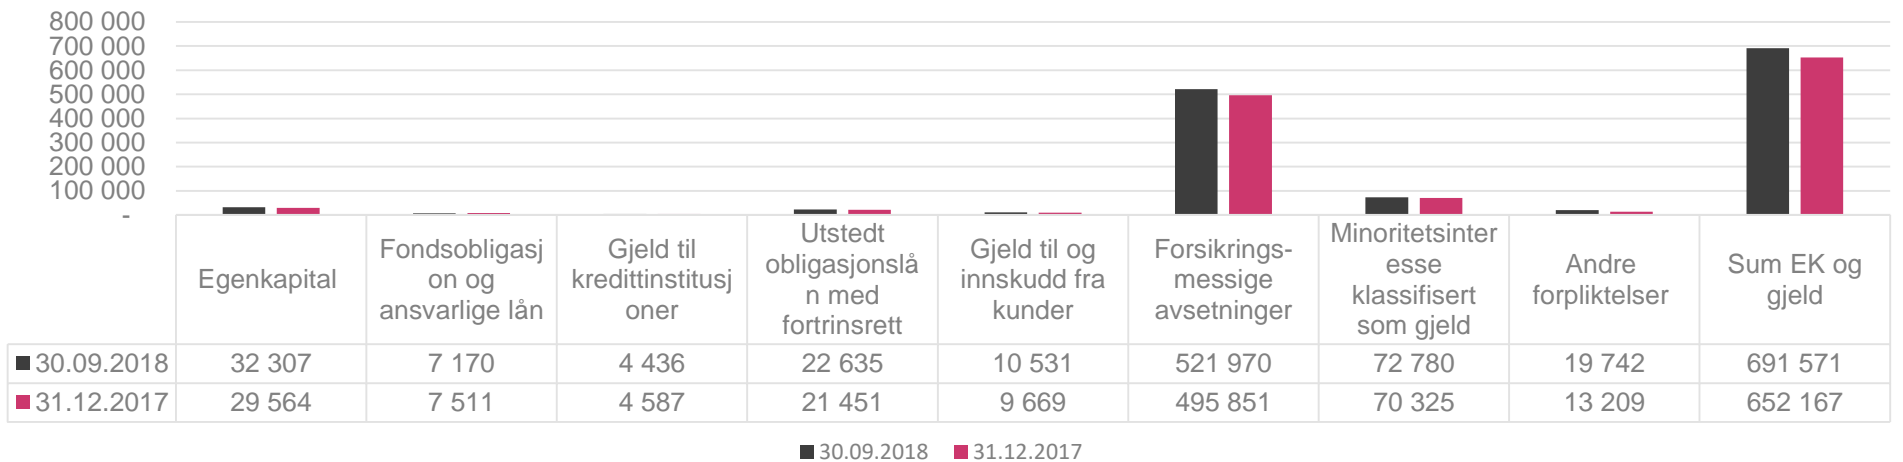 800 000
700 000
600 000
500 000
400 000
300 000
200 000
100 000
-
Egenkapital
Fondsobligasj
on og
ansvarlige lån
Gjeld til
kredittinstitusj
oner
Utstedt
obligasjonslå
n med
fortrinsrett
Gjeld til og
innskudd fra
kunder
Forsikrings-
messige
avsetninger
Minoritetsinter
esse
klassifisert
som gjeld
Andre
forpliktelser
Sum EK og
gjeld
30.09.2018 32 307 7 170 4 436 22 635 10 531 521 970 72 780 19 742 691 571
31.12.2017 29 564 7 511 4 587 21 451 9 669 495 851 70 325 13 209 652 167
30.09.2018 31.12.2017